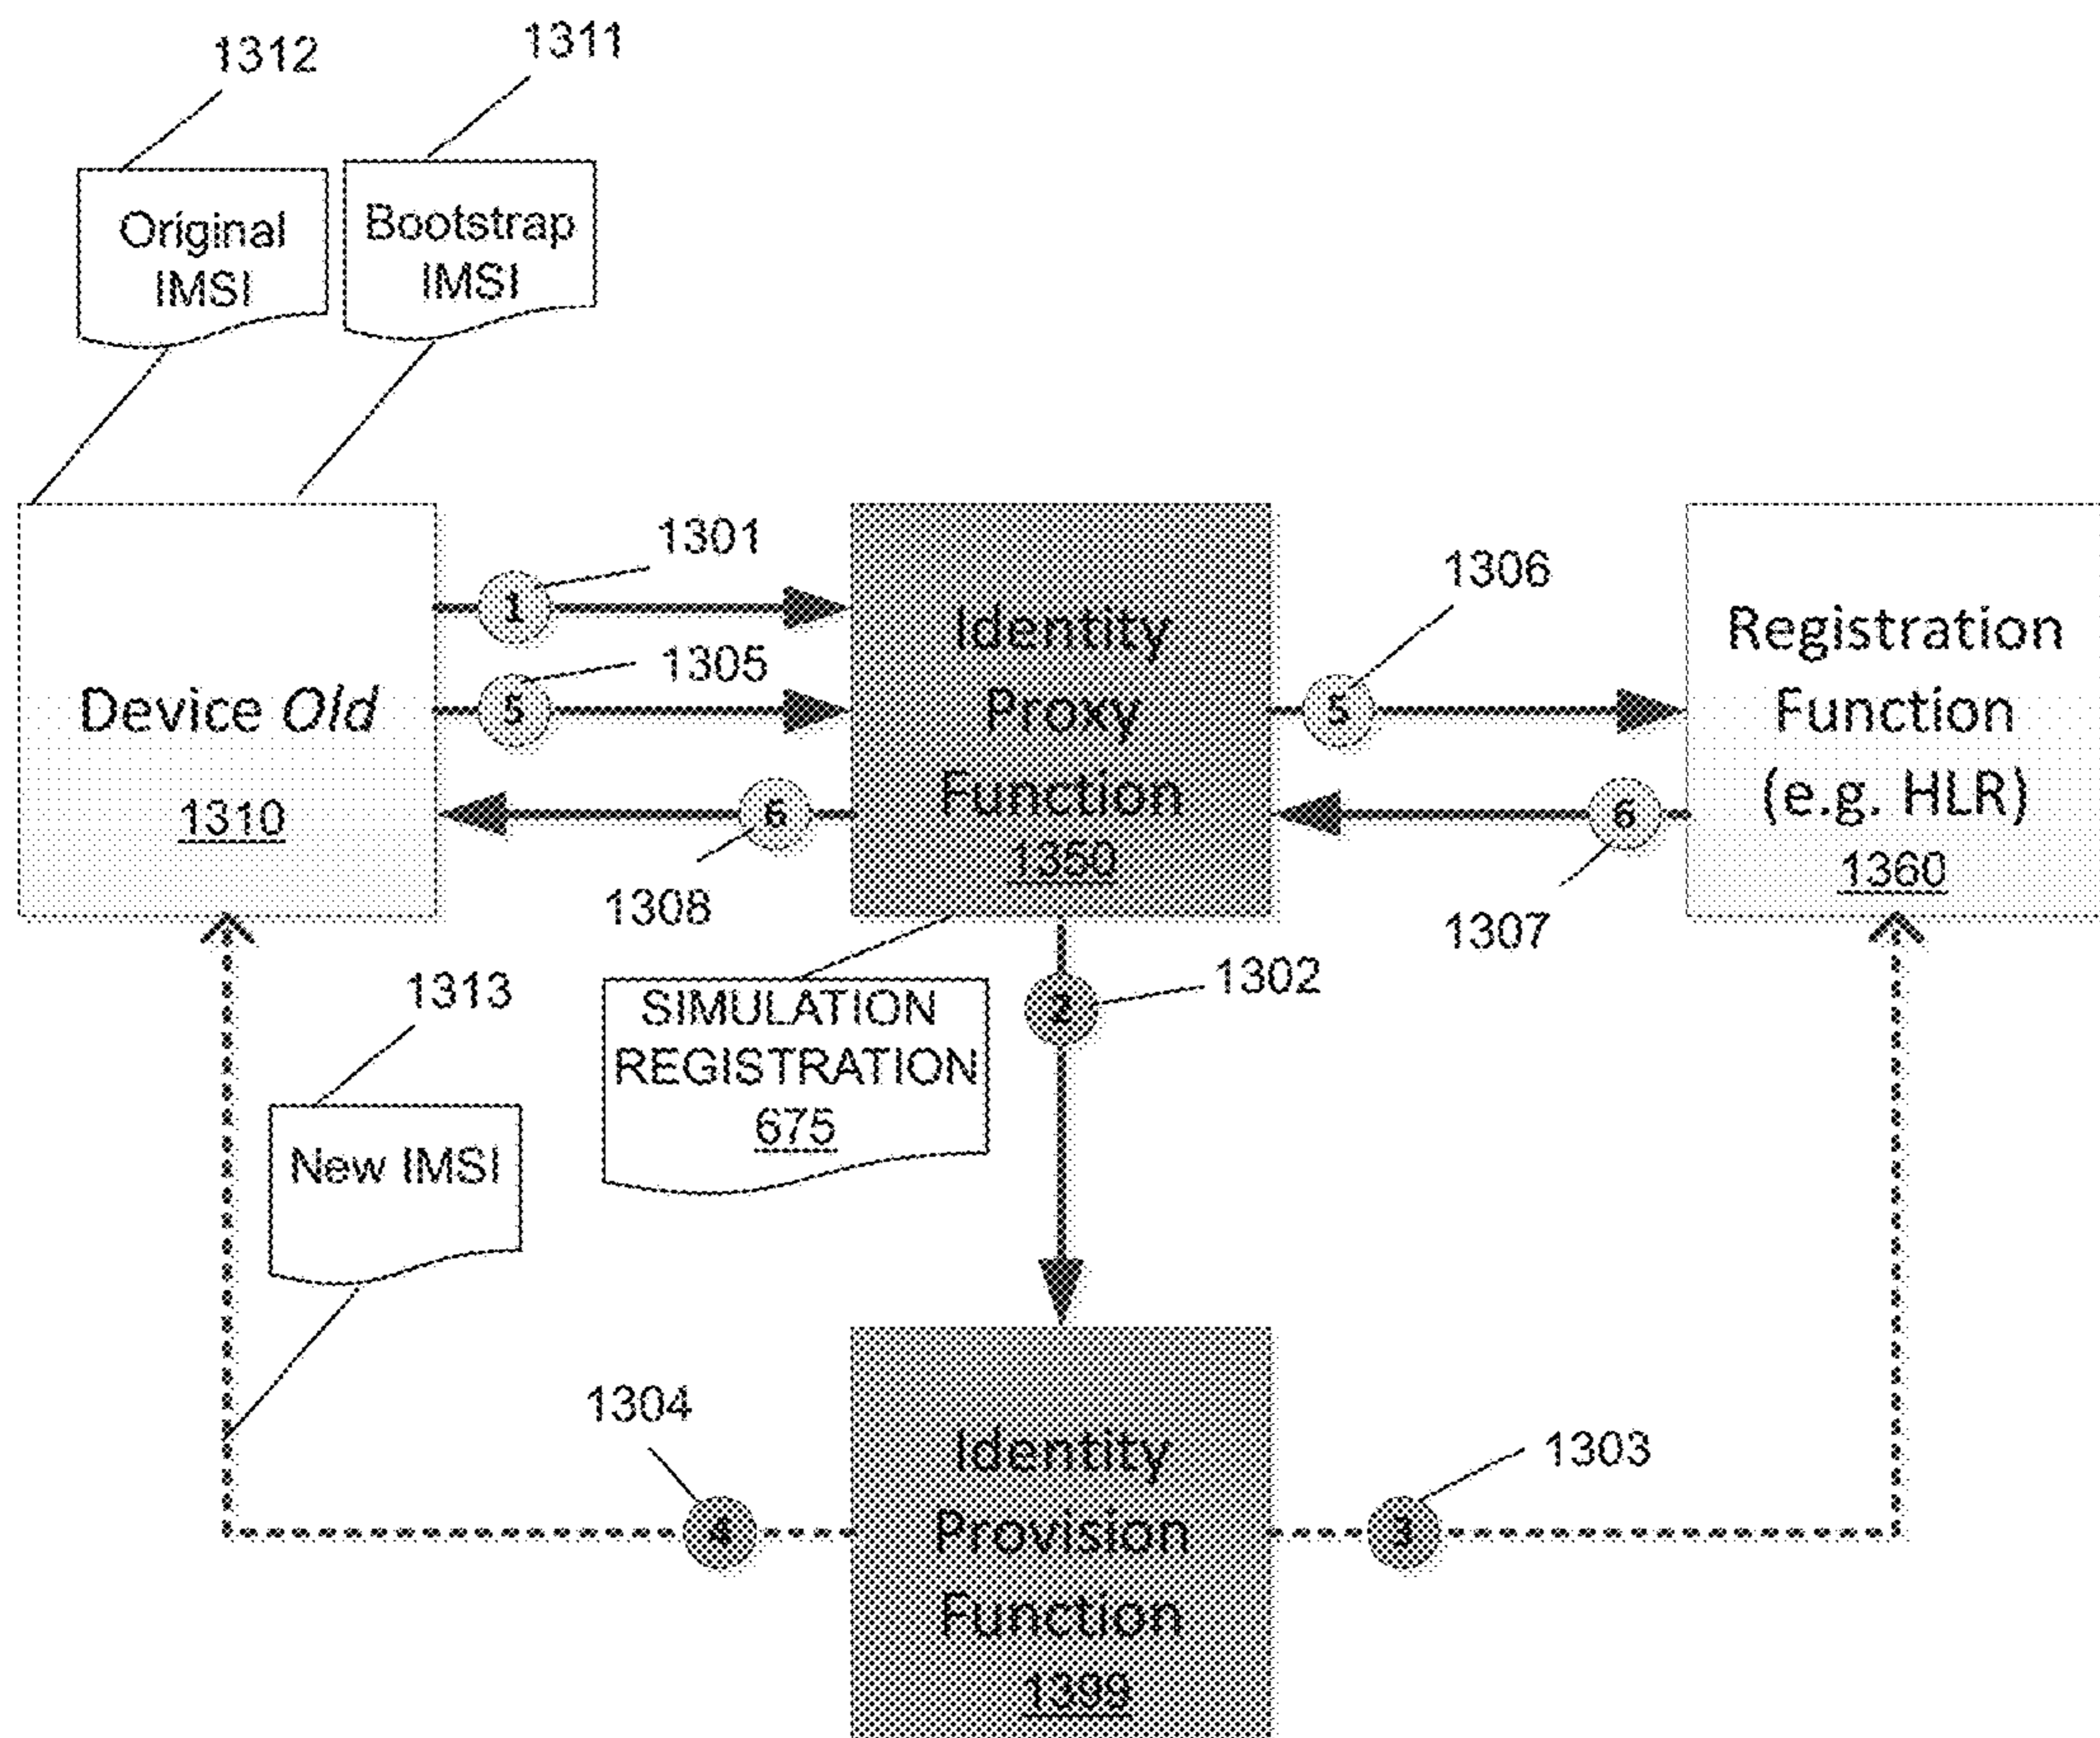 1312
1311
Original
IMSI
Bootstrap
IMSI
1301
1
1305
5
1306
5
Device Old
1310
Identity
Proxy
Function
1350
Registration
Function
(e.g. HLR)
1360
6
1308
6
1307
1313
New IMSI
SIMULATION
REGISTRATION
675
1302
2
1304
4
1303
3
Identity
Provision
Function
1399